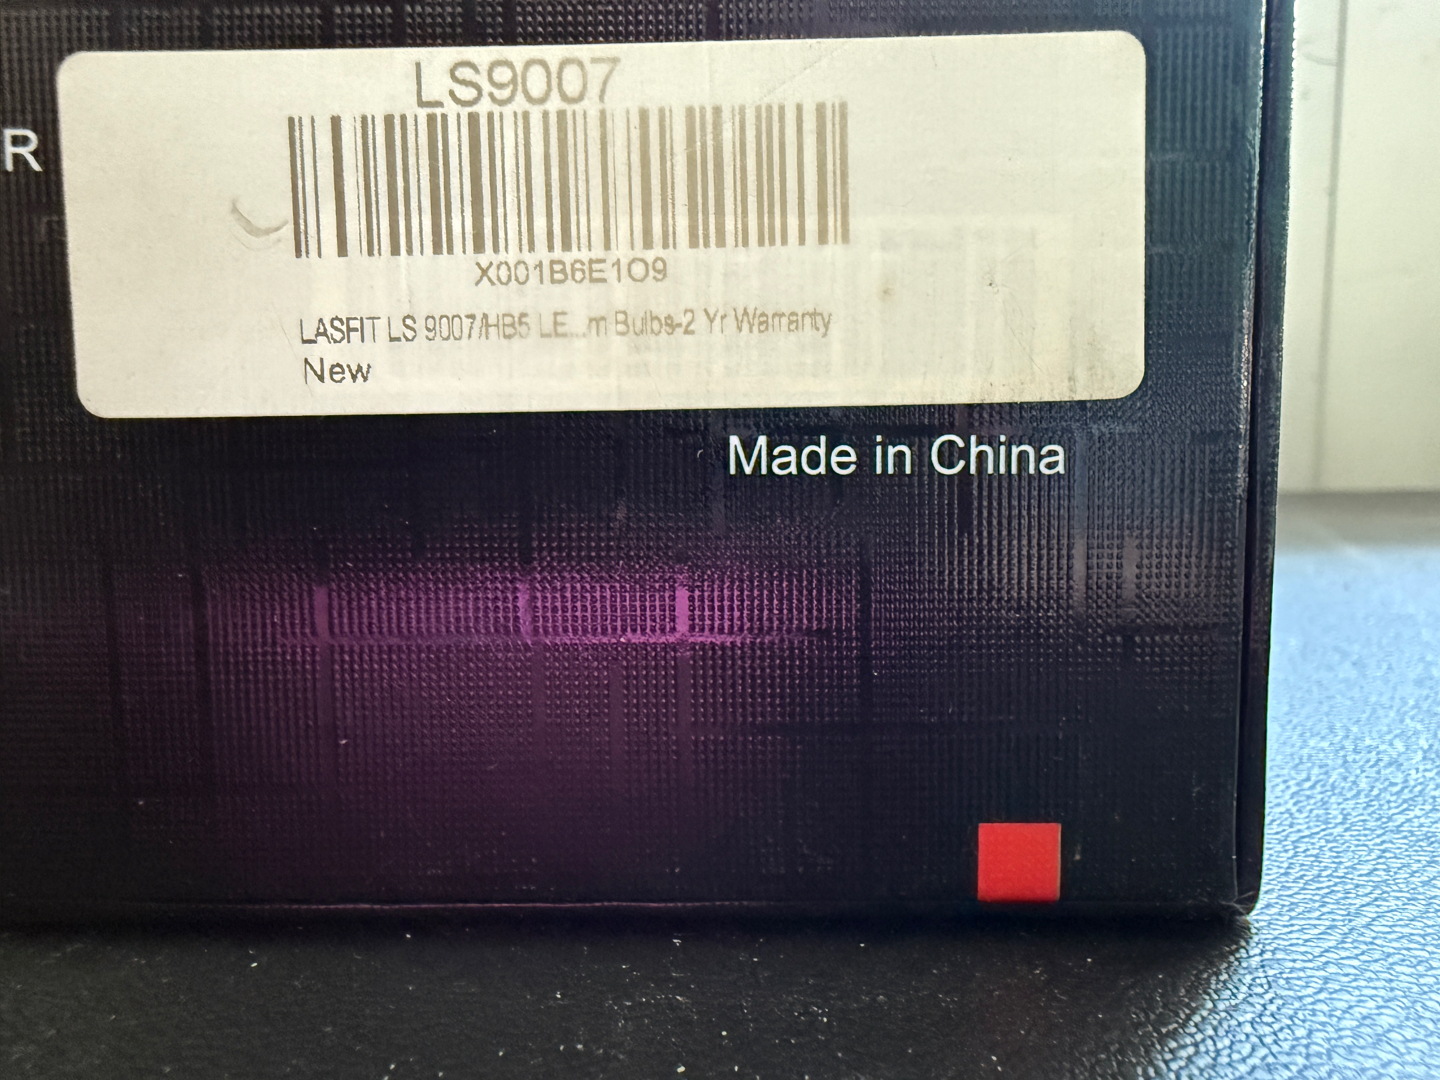 LS9007
R
X001B6E1O9
LASFIT LS 9007/HB5 LE...m Bulbs-2 Yr Warranty
New
Made in China